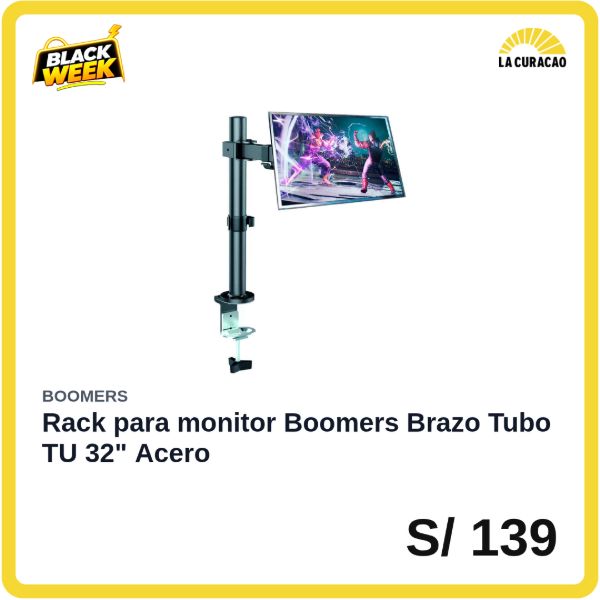 BLACK
WEEK
LA CURACAO
BOOMERS
Rack para monitor Boomers Brazo Tubo
TU 32" Acero
S/ 139